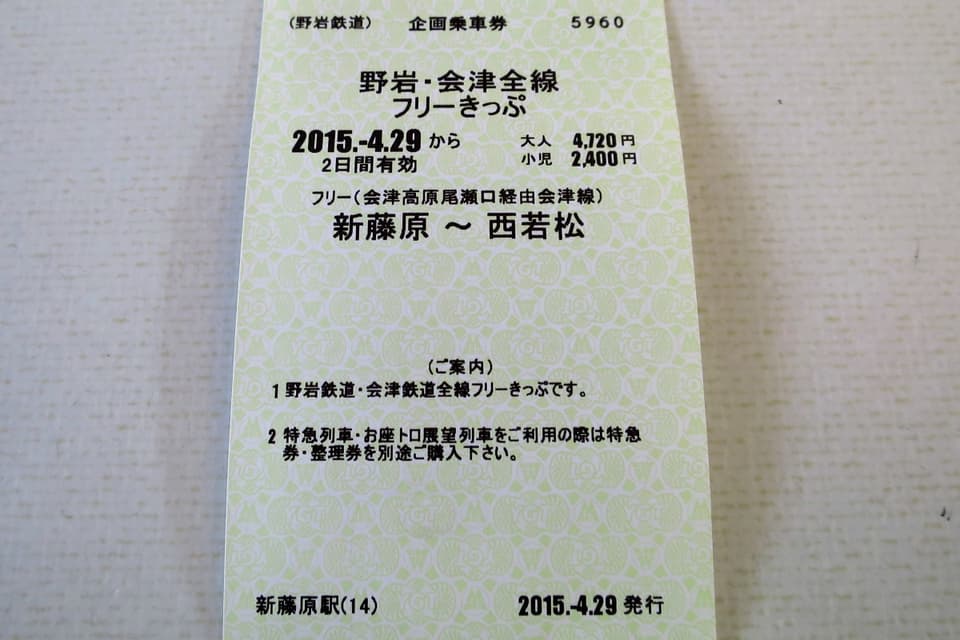 (野岩鉄道) 企画乗車券 5960
野岩・会津全線
フリーきっぷ
2015.-4.29から 大人 4,720円
2日間有効 小児 2,400円
フリー(会津高原尾瀬口経由会津線)
新藤原 ～ 西若松
(ご案内)
1 野岩鉄道・会津鉄道全線フリーきっぷです。
2 特急列車・お座トロ展望列車をご利用の際は特急
券・整理券を別途ご購入下さい。
新藤原駅(14) 2015.-4.29発行